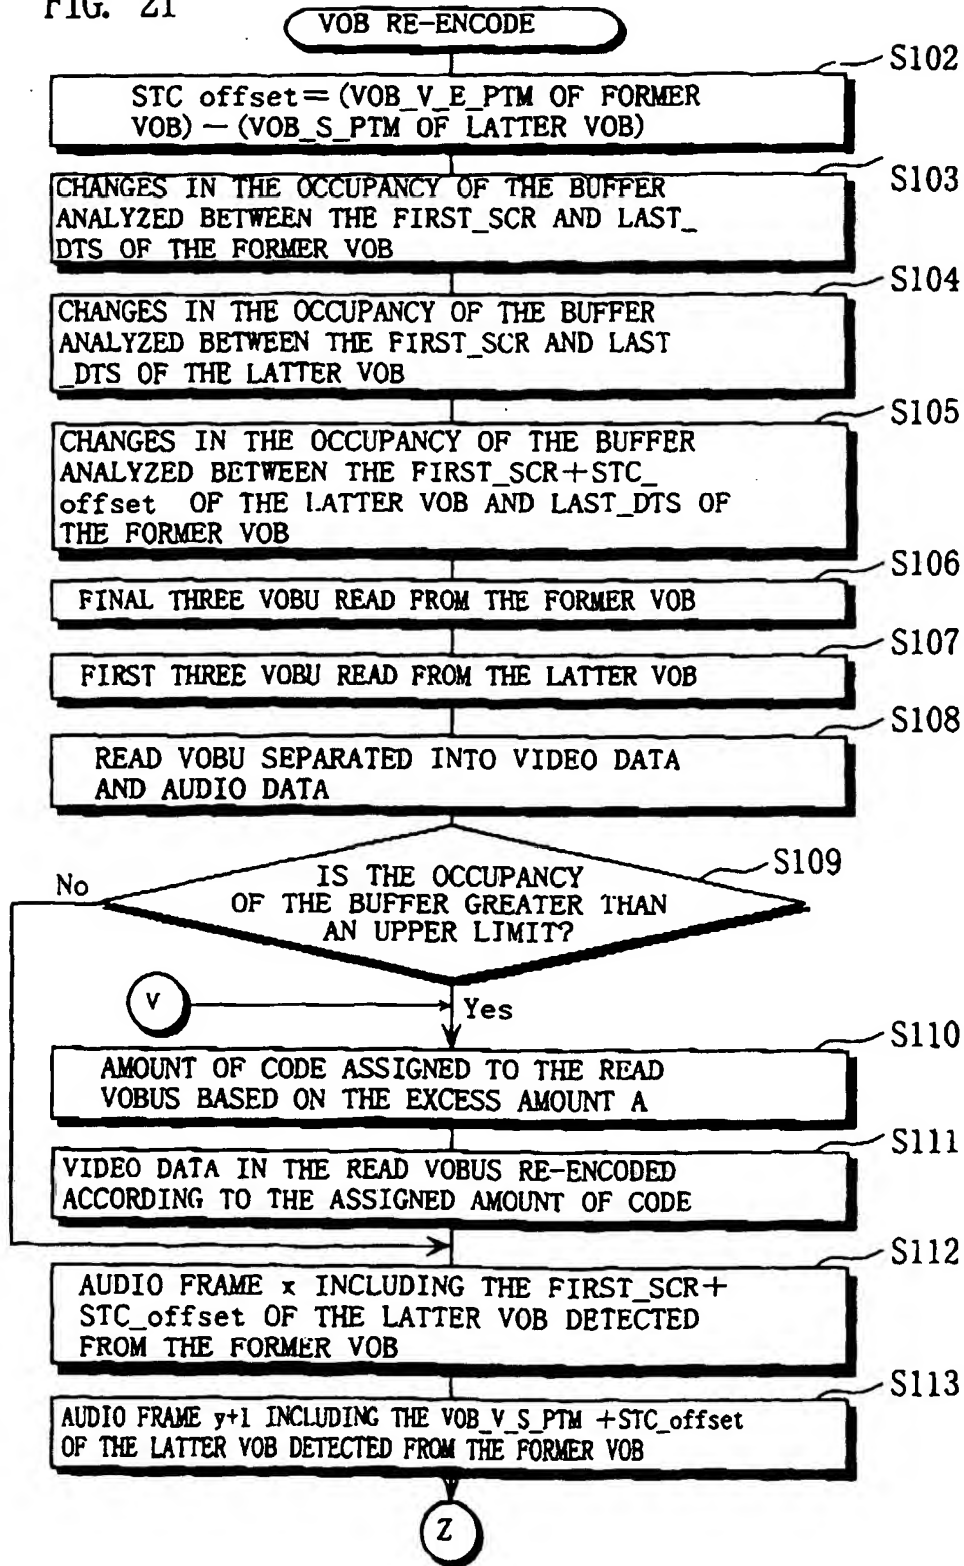 FIG. 21
VOB RE-ENCODE
S102
STC offset = (VOB_V_E_PTM OF FORMER
VOB) - (VOB_S_PTM OF LATTER VOB)
S103
CHANGES IN THE OCCUPANCY OF THE BUFFER
ANALYZED BETWEEN THE FIRST_SCR AND LAST_
DTS OF THE FORMER VOB
S104
CHANGES IN THE OCCUPANCY OF THE BUFFER
ANALYZED BETWEEN THE FIRST_SCR AND LAST
_DTS OF THE LATTER VOB
S105
CHANGES IN THE OCCUPANCY OF THE BUFFER
ANALYZED BETWEEN THE FIRST_SCR+STC_
offset OF THE LATTER VOB AND LAST_DTS OF
THE FORMER VOB
S106
FINAL THREE VOBU READ FROM THE FORMER VOB
S107
FIRST THREE VOBU READ FROM THE LATTER VOB
S108
READ VOBU SEPARATED INTO VIDEO DATA
AND AUDIO DATA
S109
No
IS THE OCCUPANCY
OF THE BUFFER GREATER THAN
AN UPPER LIMIT?
V
Yes
S110
AMOUNT OF CODE ASSIGNED TO THE READ
VOBUS BASED ON THE EXCESS AMOUNT A
S111
VIDEO DATA IN THE READ VOBUS RE-ENCODED
ACCORDING TO THE ASSIGNED AMOUNT OF CODE
S112
AUDIO FRAME x INCLUDING THE FIRST_SCR+
STC_offset OF THE LATTER VOB DETECTED
FROM THE FORMER VOB
S113
AUDIO FRAME y+1 INCLUDING THE VOB_V_S_PTM +STC_offset
OF THE LATTER VOB DETECTED FROM THE FORMER VOB
Z